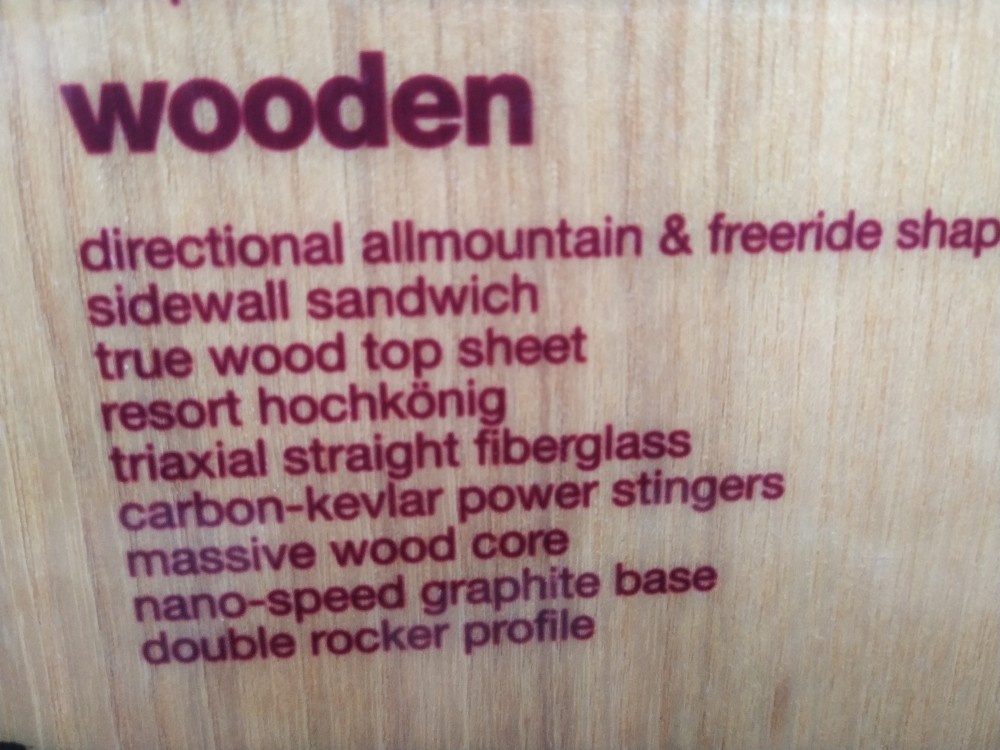 wooden
directional allmountain & freeride shap
sidewall sandwich
true wood top sheet
resort hochkönig
triaxial straight fiberglass
carbon-kevlar power stingers
massive wood core
nano-speed graphite base
double rocker profile